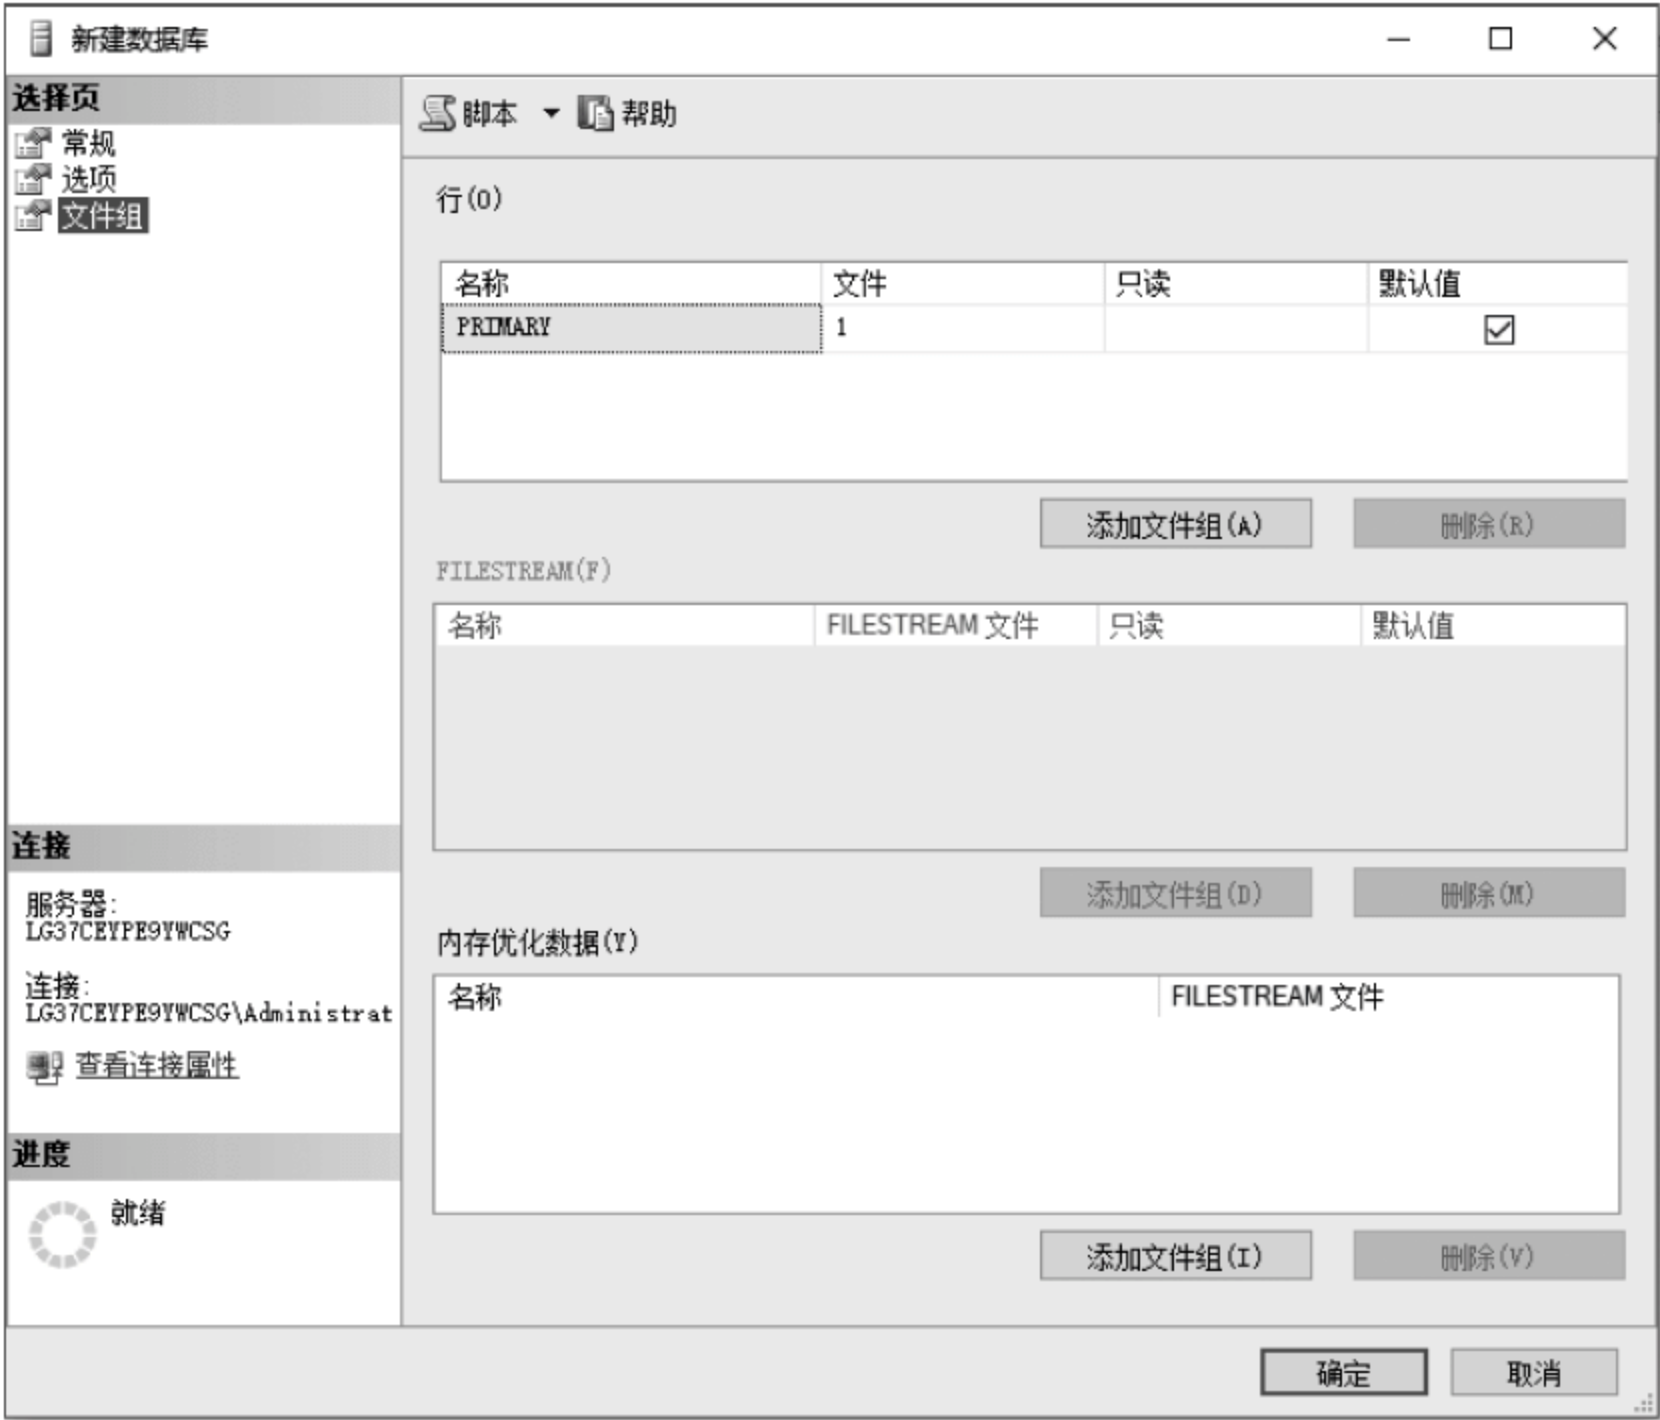 新建数据库
选择页
常规
选项
文件组
脚本 帮助
行(O)
名称 文件 只读 默认值
PRIMARY 1
添加文件组(A) 删除(R)
FILESTREAM(F)
名称 FILESTREAM 文件 只读 默认值
添加文件组(D) 删除(M)
内存优化数据(Y)
名称 FILESTREAM 文件
添加文件组(I) 删除(V)
连接
服务器:
LG37CEYPE9YWCSG
连接:
LG37CEYPE9YWCSG\Administrat
查看连接属性
进度
就绪
确定 取消